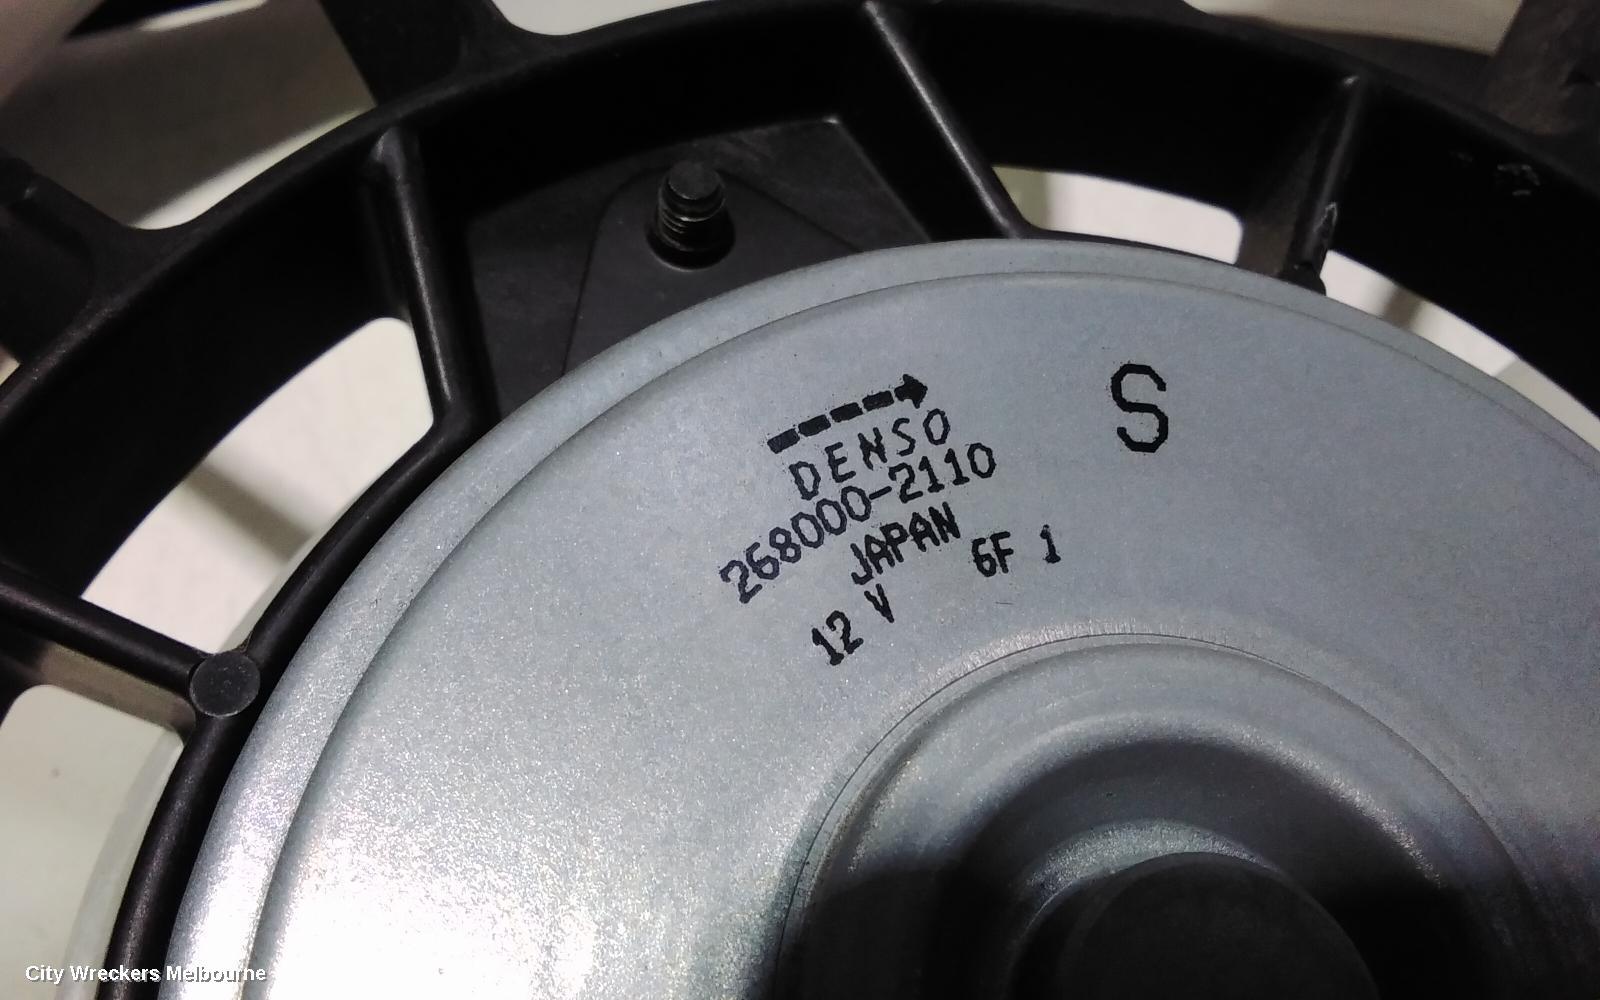 S
DENSO
268000-2110
JAPAN
6F 1
12 V
City Wreckers Melbourne